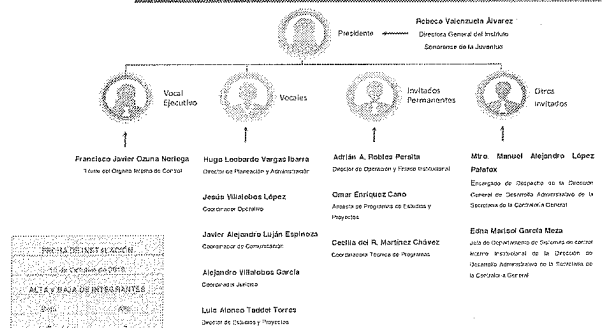 Presidente
Rebeca Valenzuela Álvarez
Directora General del Instituto
Sonorense de la Juventud
Vocal
Ejecutivo
Vocales
Invitados
Permanentes
Otros
Invitados
Francisco Javier Ozuna Noriega
Titular del Órgano Interno de Control
Hugo Leobardo Vargas Ibarra
Director de Planeación y Administración
Jesús Villalobos López
Coordinador Operativo
Javier Alejandro Luján Espinoza
Coordinador de Comunicación
Alejandro Villalobos García
Coordinador Jurídico
Luis Alonso Taddei Torres
Director de Estudios y Proyectos
Adrián A. Robles Peralta
Director de Operación y Enlace Institucional
Omar Enríquez Cano
Analista de Programas de Estudios y
Proyectos
Cecilia del R. Martínez Chávez
Coordinadora Técnica de Programas
Mtro. Manuel Alejandro López
Palafox
Encargado de Despacho de la Dirección
General de Desarrollo Administrativo de la
Secretaría de la Contraloría General
Edna Marisol García Meza
Jefa de Departamento de Sistemas de control
Interno Institucional de la Dirección de
Desarrollo Administrativo de la Secretaría de
la Contraloría General
FECHA DE INSTALACIÓN
de Octubre de
ALTA Y BAJA DE INTEGRANTES
Baja
Alta